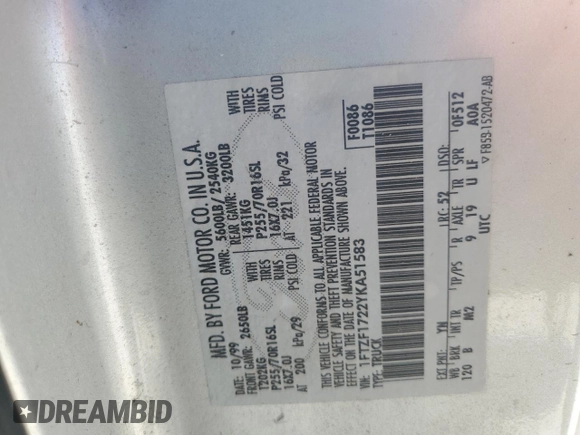 MFD. BY FORD MOTOR CO. IN U.S.A.
DATE: 10/99 GVWR: 5600LB/ 2540KG
FRONT GAWR: 2650LB REAR GAWR: 3200LB
1202KG WITH 1451KG WITH
P255/70R16SL TIRES P255/70R16SL TIRES
16X7.0J RIMS 16X7.0J RIMS
AT 200 kPa/29 PSI COLD AT 221 kPa/32 PSI COLD
THIS VEHICLE CONFORMS TO ALL APPLICABLE FEDERAL MOTOR
VEHICLE SAFETY AND THEFT PREVENTION STANDARDS IN
EFFECT ON THE DATE OF MANUFACTURE SHOWN ABOVE.
VIN: 1FTZF1722YKA51583
TYPE: TRUCK
F0086
T1086
EXT PNT: YN RC: 52 DSO:
WB BRK INT TR TP/PS R AXLE TR SPR 0F512
120 B M2 9 19 U LF A0A
UTC
▽ F85B-1520472-AB
DREAMBID